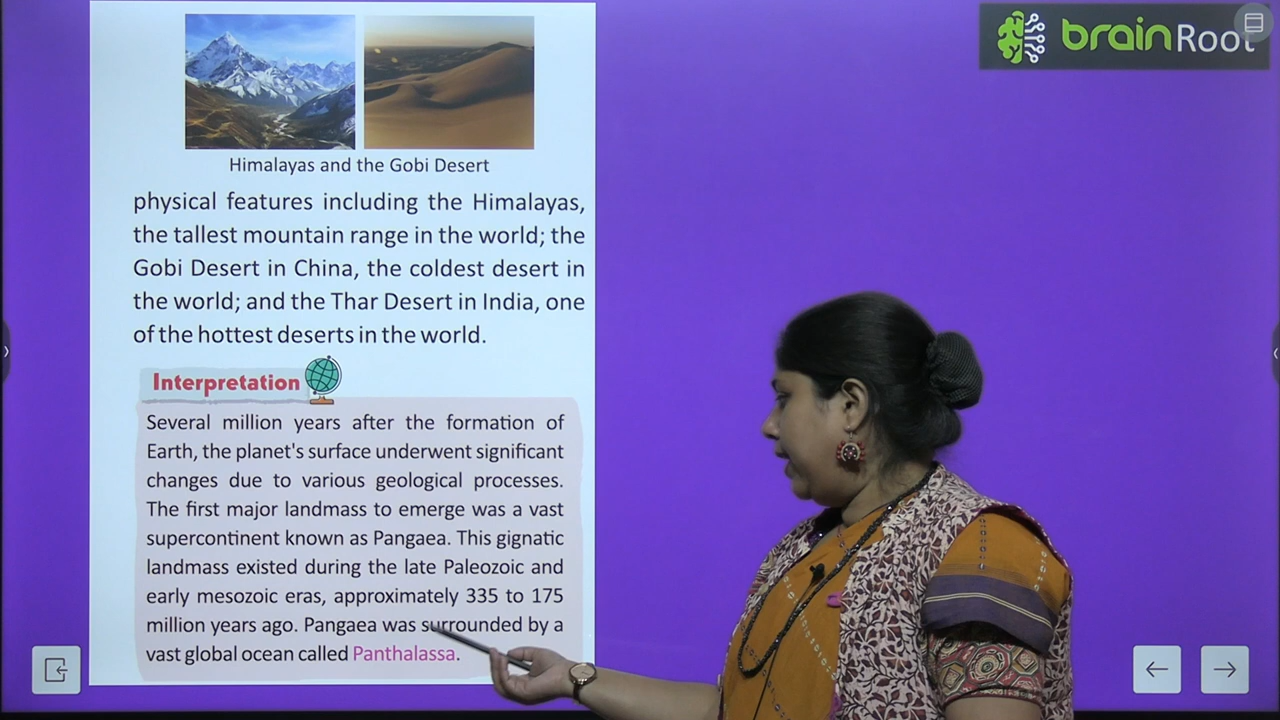 brainRoot
Himalayas and the Gobi Desert
physical features including the Himalayas,
the tallest mountain range in the world; the
Gobi Desert in China, the coldest desert in
the world; and the Thar Desert in India, one
of the hottest deserts in the world.
Interpretation
Several million years after the formation of
Earth, the planet's surface underwent significant
changes due to various geological processes.
The first major landmass to emerge was a vast
supercontinent known as Pangaea. This gignatic
landmass existed during the late Paleozoic and
early mesozoic eras, approximately 335 to 175
million years ago. Pangaea was surrounded by a
vast global ocean called Panthalassa.